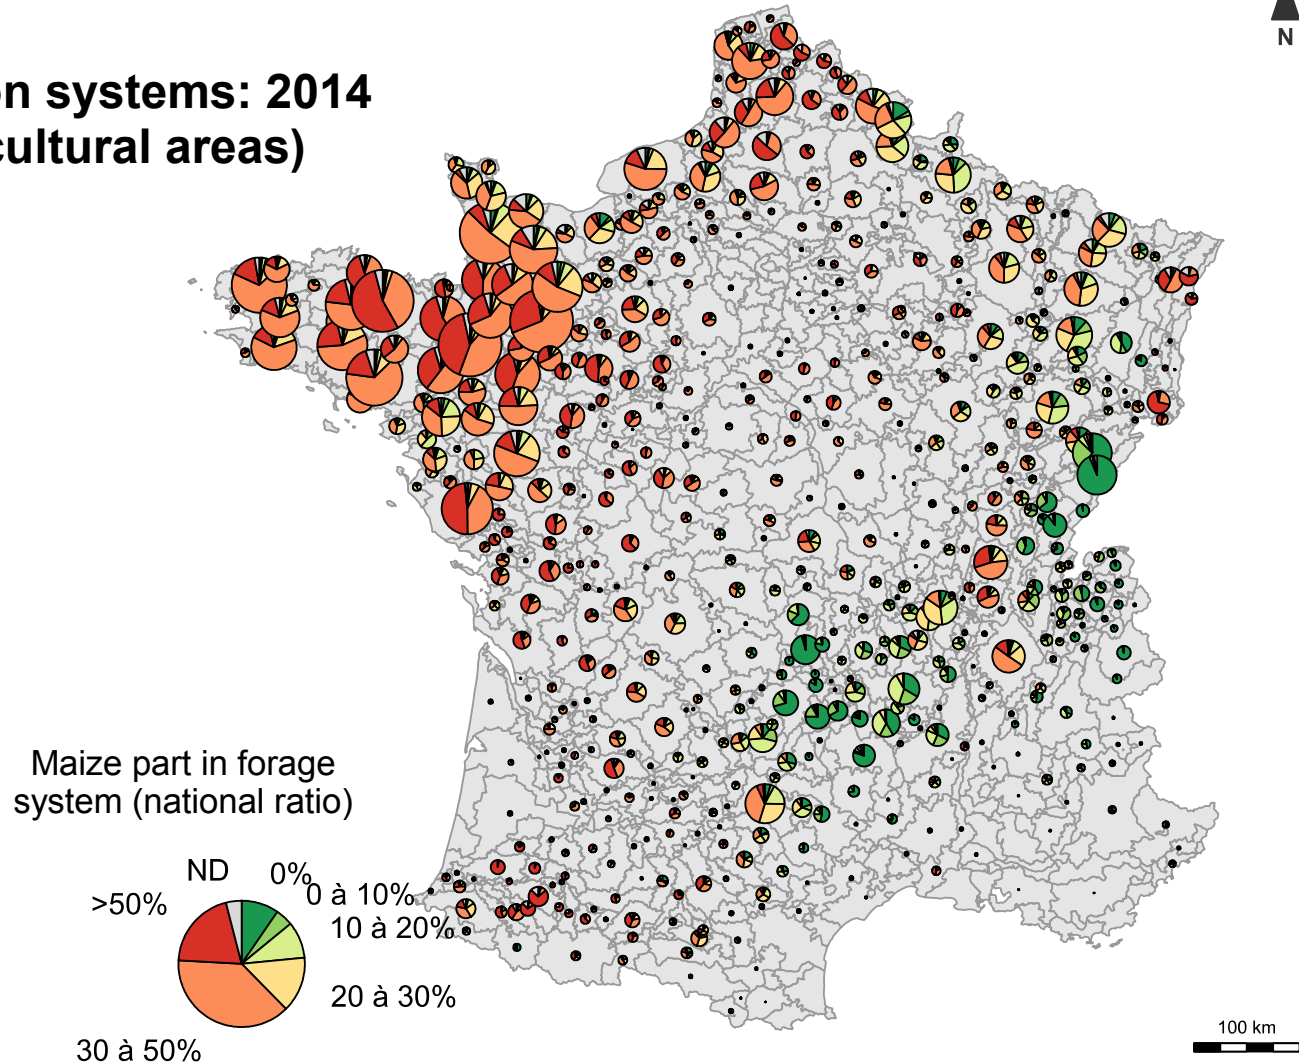 N
n systems: 2014
cultural areas)
Maize part in forage
system (national ratio)
ND
0%
>50%
0 à 10%
10 à 20%
20 à 30%
30 à 50%
100 km